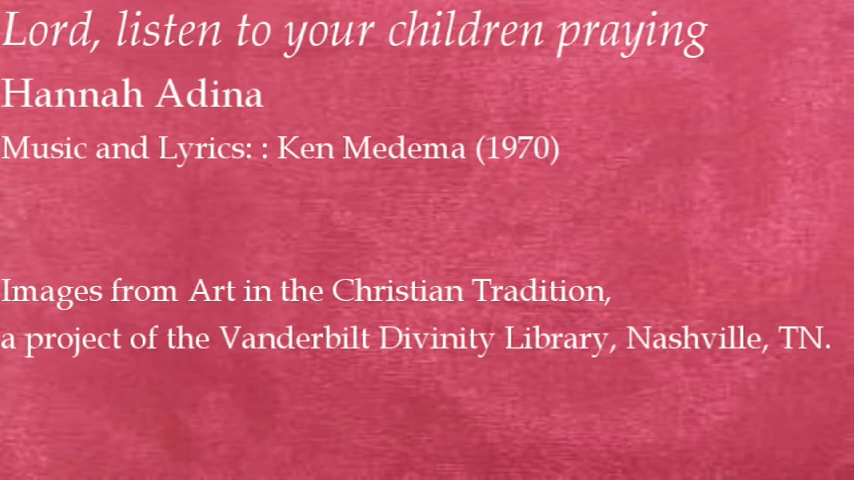 Lord, listen to your children praying
Hannah Adina
Music and Lyrics: : Ken Medema (1970)
Images from Art in the Christian Tradition,
a project of the Vanderbilt Divinity Library, Nashville, TN.